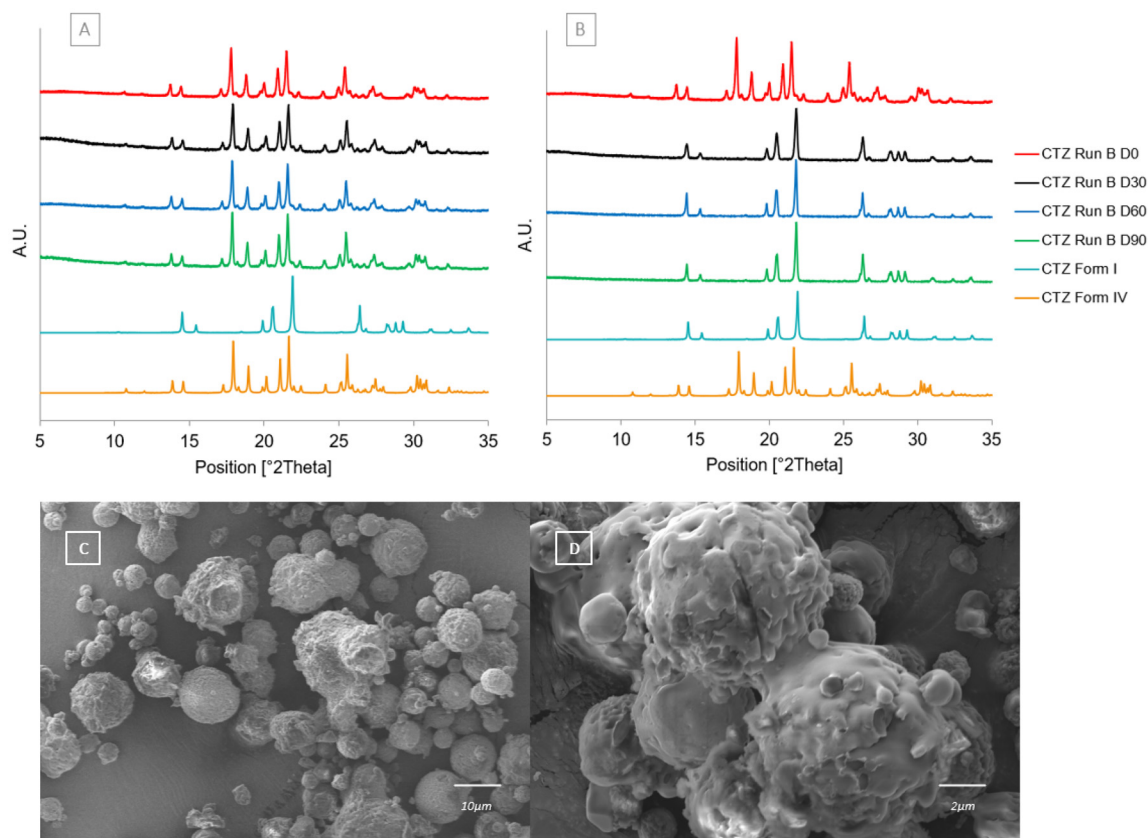 A
B
A.U.
A.U.
5 10 15 20 25 30 35
5 10 15 20 25 30 35
Position [°2Theta]
Position [°2Theta]
CTZ Run B D0
CTZ Run B D30
CTZ Run B D60
CTZ Run B D90
CTZ Form I
CTZ Form IV
C
D
10µm
2µm